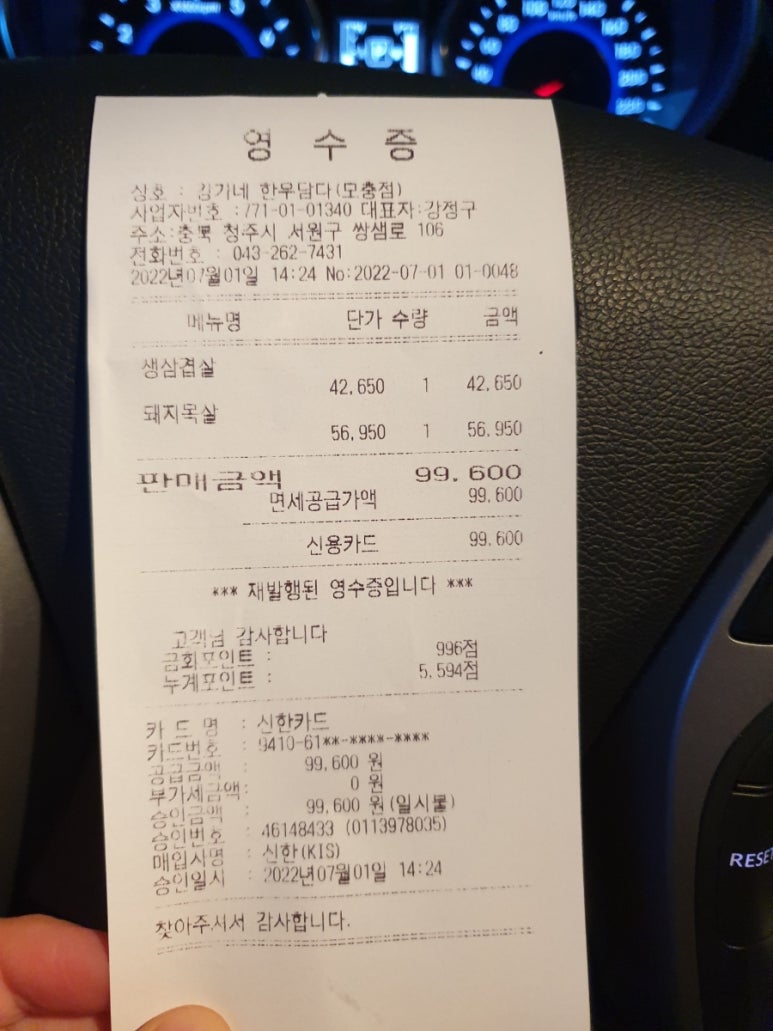 영 수 증
상호 : 강기네 한우담다(모충점)
사업자번호 :771-01-01340 대표자:강정구
주소:충북 청주시 서원구 쌍샘로 106
전화번호 : 043-262-7431
2022년07월01일 14:24 No:2022-07-01 01-0048
메뉴명 단가 수량 금액
생삼겹살
42,650 1 42,650
돼지목살
56,950 1 56,950
판매금액 99,600
면세공급가액 99,600
신용카드 99,600
*** 재발행된 영수증입니다 ***
고객님 감사합니다
금회포인트 : 996점
누계포인트 : 5,594점
카 드 명 : 신한카드
카드번호 : 9410-61**-****-****
공급금액 : 99,600 원
부가세금액: 0 원
승인금액 : 99,600 원(일시불)
승인번호 : 46148433 (0113978035)
매입사명 : 신한(KIS)
승인일시 : 2022년07월01일 14:24
찾아주셔서 감사합니다.